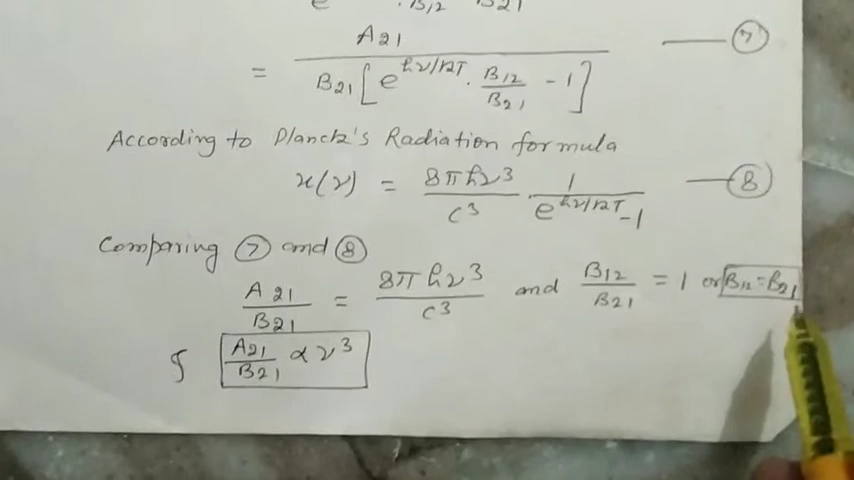 e · B12 B21
= A21 / B21 [ e^hν/kT · B12/B21 - 1 ] — 7
According to Planck's Radiation formula
u(ν) = 8πhν³/c³ 1/e^hν/kT-1 — 8
Comparing 7 and 8
A21/B21 = 8πhν³/c³ and B12/B21 = 1 or B12=B21
A21/B21 ∝ ν³